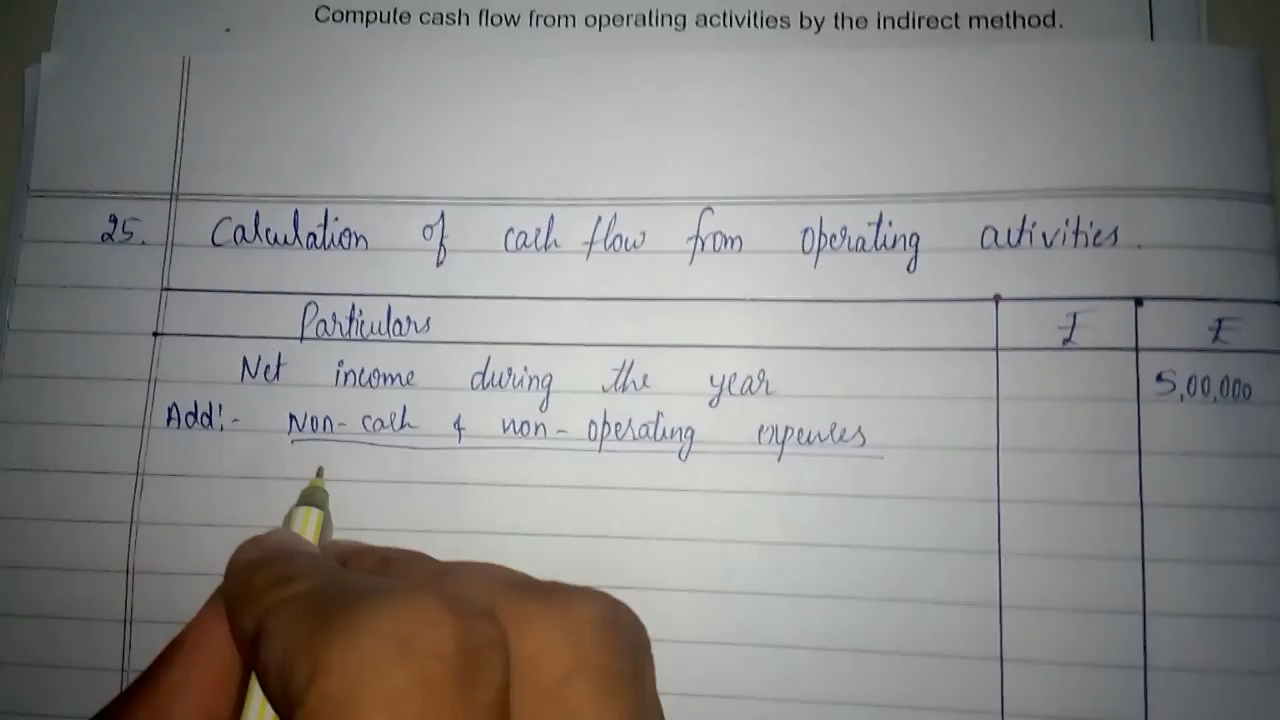 Compute cash flow from operating activities by the indirect method.
25. Calculation of cash flow from operating activities.
Particulars ₹ ₹
Net income during the year 5,00,000
Add:- Non-cash & non-operating expenses